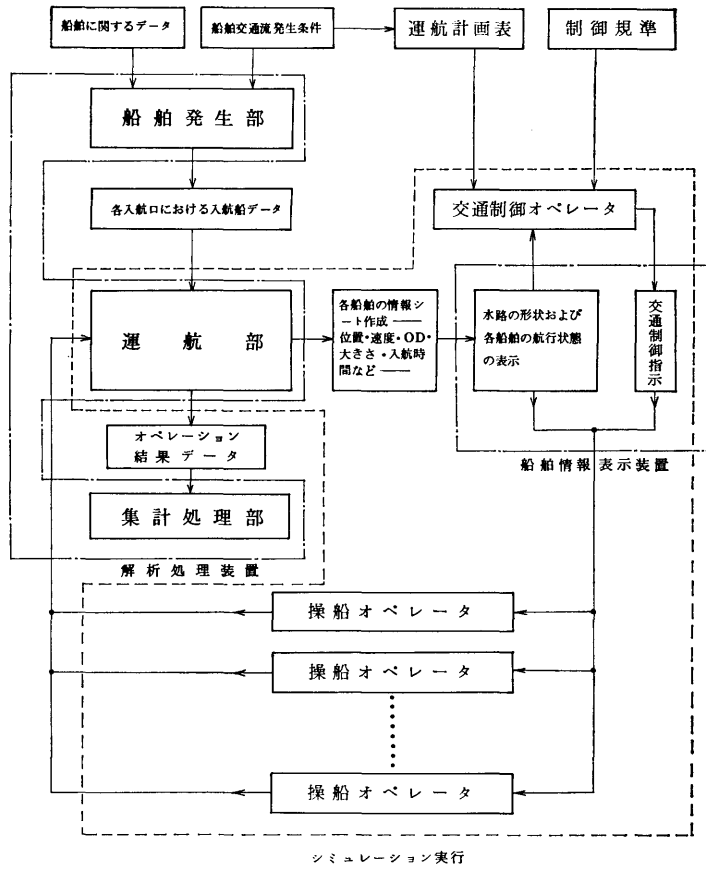 船舶に関するデータ
船舶交通流発生条件
運航計画表
制御規準
船舶発生部
各入航口における入航船データ
交通制御オペレータ
運航部
各船舶の情報シ
ート作成 ——
位置・速度・OD・
大きさ・入航時
間など ——
水路の形状および
各船舶の航行状態
の表示
交通制御指示
オペレーション
結果データ
船舶情報表示装置
集計処理部
解析処理装置
操船オペレータ
操船オペレータ
操船オペレータ
シミュレーション実行